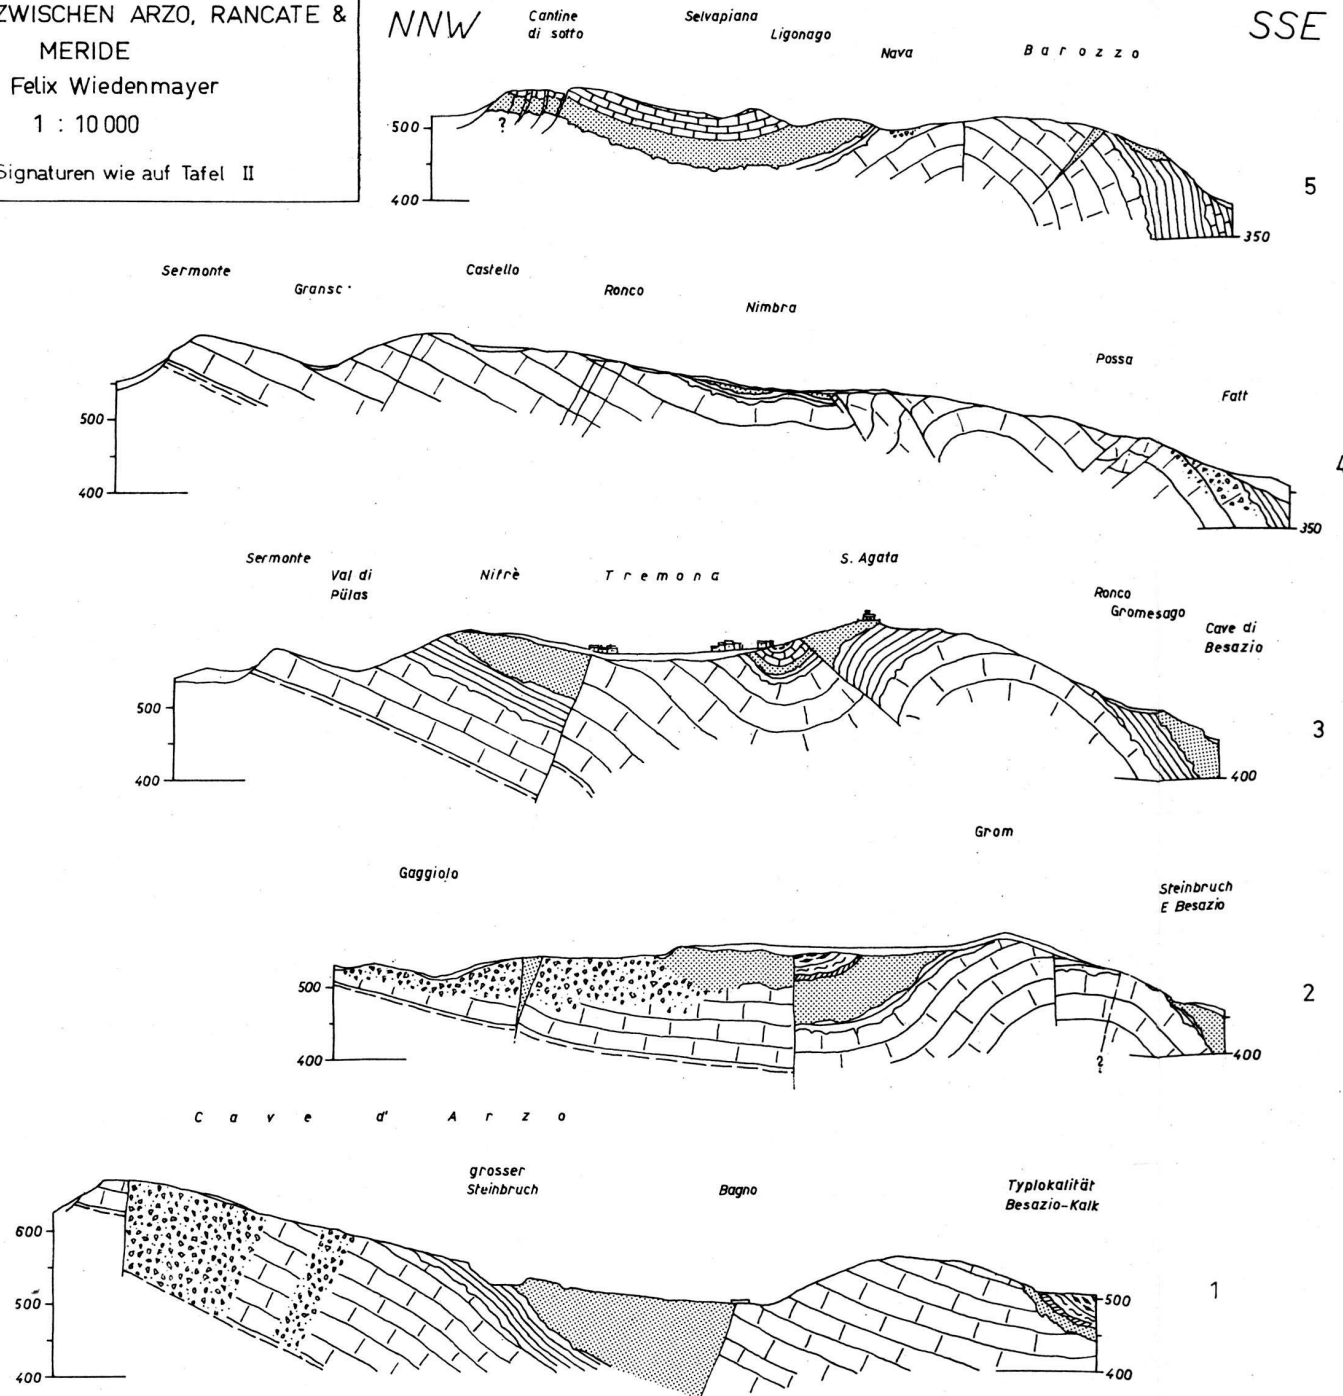 ZWISCHEN ARZO, RANCATE &
MERIDE
Felix Wiedenmayer
1 : 10 000
Signaturen wie auf Tafel II
NNW
SSE
Cantine
di sotto
Selvapiana
Ligonago
Nava
Barozzo
500
400
?
350
5
Sermonte
Gransc
Castello
Ronco
Nimbra
Possa
Fatt
500
400
350
4
Sermonte
Val di
Pülas
Nitrè
Tremona
S. Agata
Ronco
Gromesago
Cave di
Besazio
500
400
400
3
Gaggiolo
Grom
Steinbruch
E Besazio
500
400
?
400
2
Cave d' Arzo
grosser
Steinbruch
Bagno
Typlokalität
Besazio-Kalk
600
500
400
500
400
1